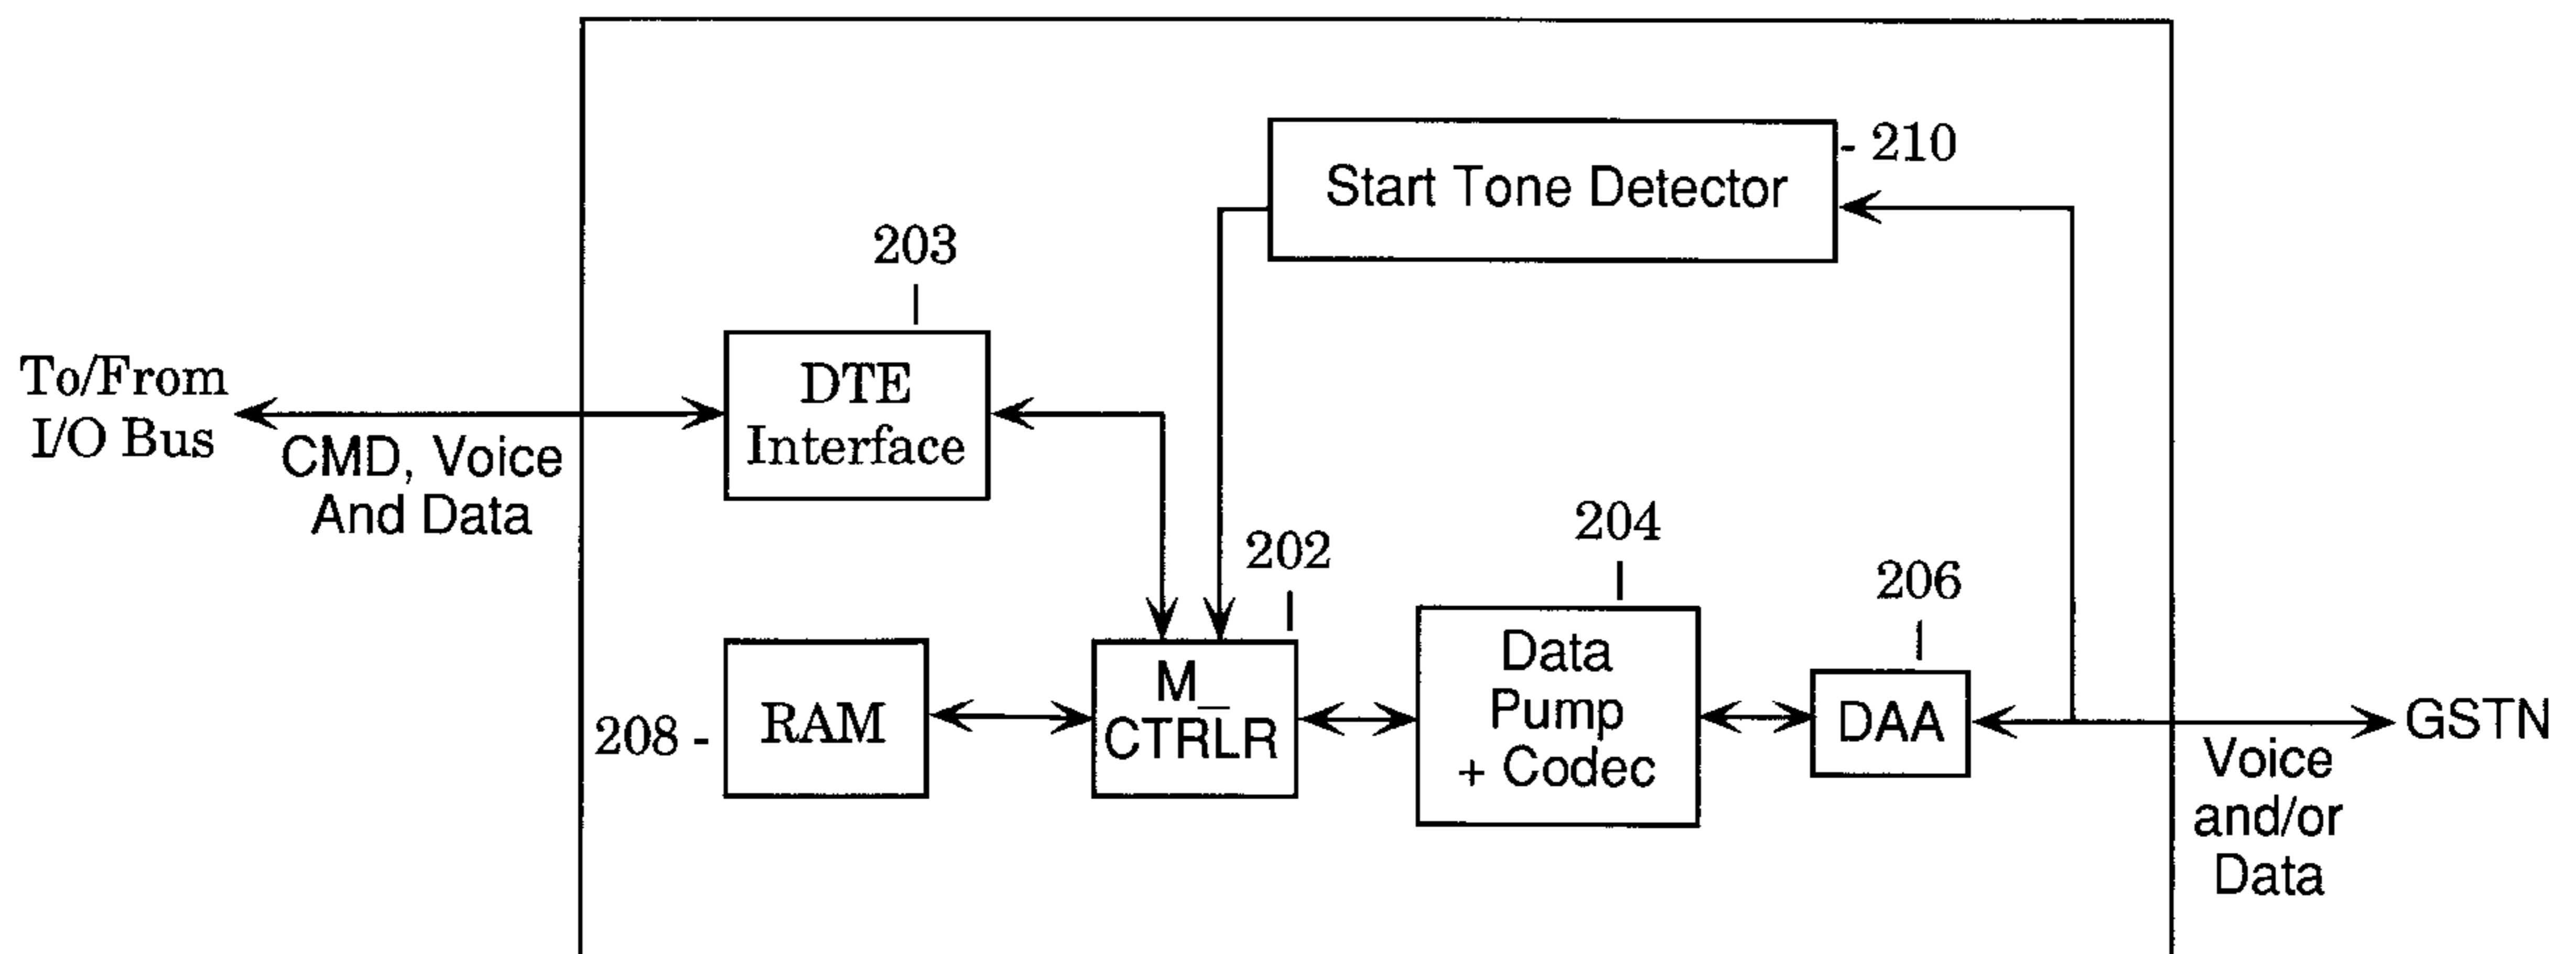 - 210
Start Tone Detector
203
To/From
I/O Bus
CMD, Voice
And Data
DTE
Interface
202
204
206
208 -
RAM
M_
CTRLR
Data
Pump
+ Codec
DAA
GSTN
Voice
and/or
Data